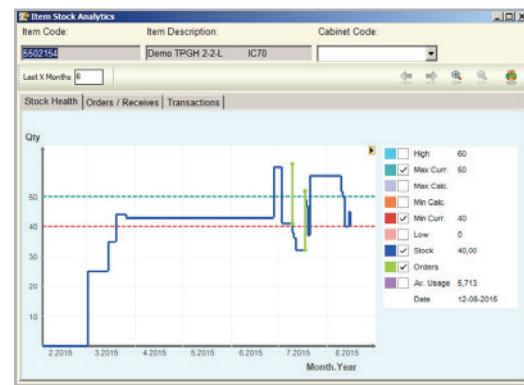 Item Stock Analytics
Item Code: Item Description: Cabinet Code:
5502154 Demo TPGH 2-2-L IC70
Last X Months 6
Stock Health Orders / Receives Transactions
Qty
50
40
30
20
10
2.2015 3.2015 4.2015 5.2015 6.2015 7.2015 8.2015
Month.Year
High 60
Max Curr. 50
Max Calc.
Min Calc.
Min Curr. 40
Low 0
Stock 40,00
Orders
Av. Usage 5,713
Date 12-08-2015